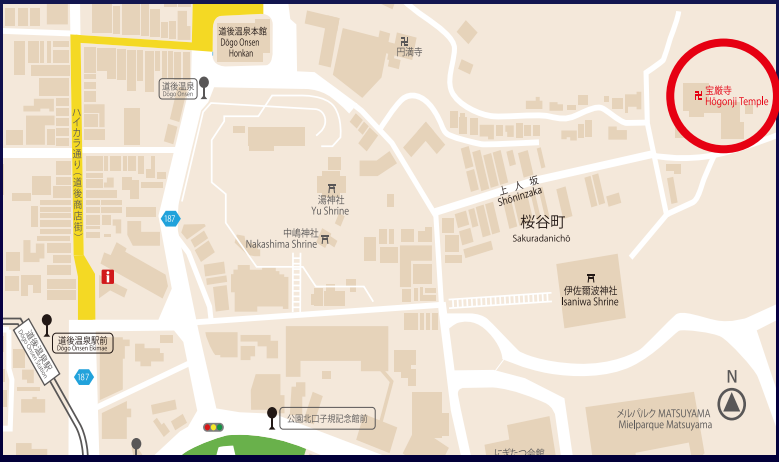 道後温泉本館
Dōgo Onsen
Honkan
円満寺
宝厳寺
Hōgonji Temple
道後温泉
Dōgo Onsen
ハイカラ通り(道後商店街)
上人坂
Shōninzaka
湯神社
Yu Shrine
桜谷町
Sakuradanichō
187
中嶋神社
Nakashima Shrine
伊佐爾波神社
Isaniwa Shrine
i
道後温泉駅
Dōgo Onsen Station
道後温泉駅前
Dōgo Onsen Ekimae
187
公園北口子規記念館前
メルパルク MATSUYAMA
Mielparque Matsuyama
N
にぎたつ会館